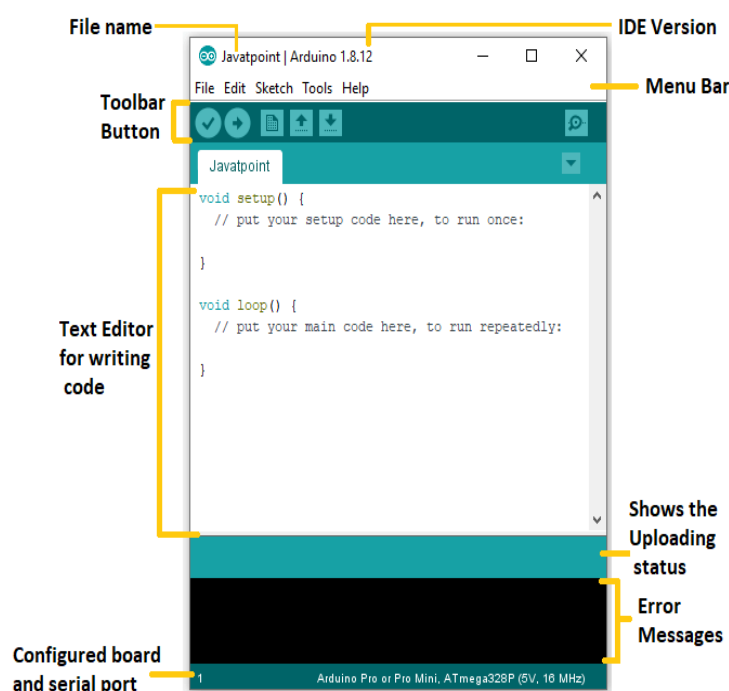 File name
IDE Version
Javatpoint | Arduino 1.8.12
File Edit Sketch Tools Help
Menu Bar
Toolbar
Button
Javatpoint
void setup() {
// put your setup code here, to run once:
}
void loop() {
// put your main code here, to run repeatedly:
}
Text Editor
for writing
code
Shows the
Uploading
status
Error
Messages
Configured board
and serial port
1
Arduino Pro or Pro Mini, ATmega328P (5V, 16 MHz)